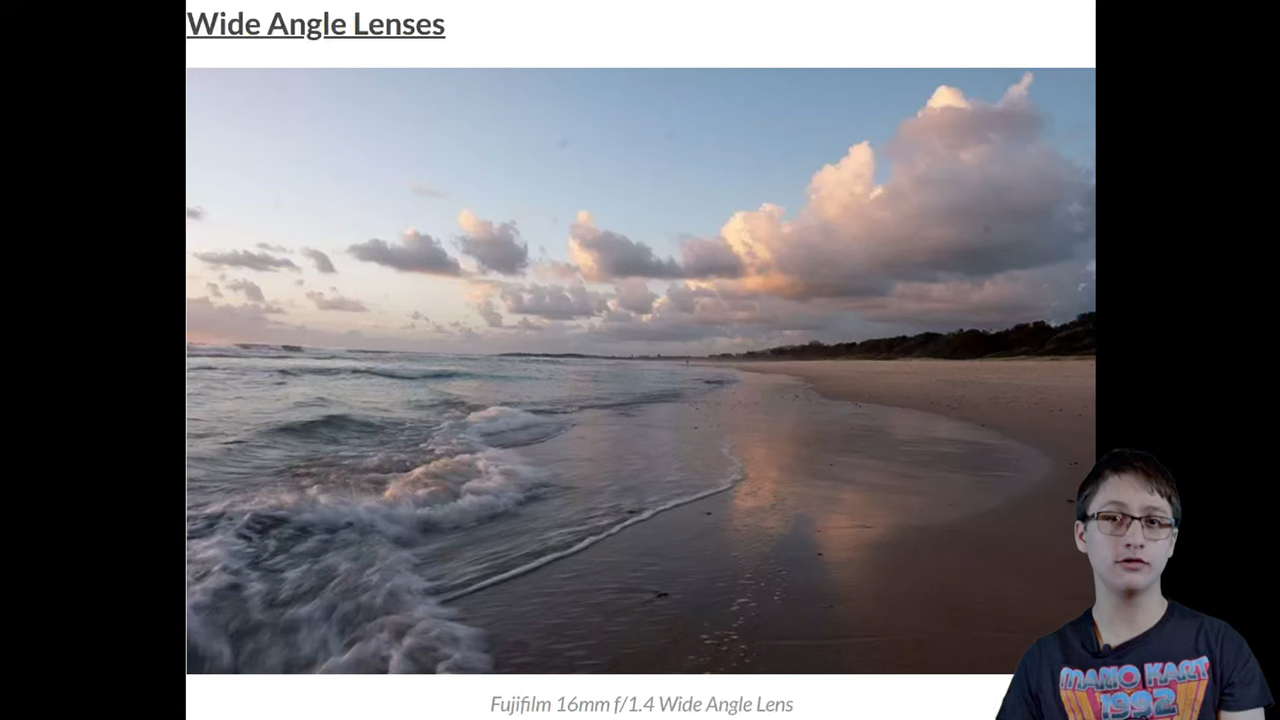 Wide Angle Lenses
MARIO KART
1992
Fujifilm 16mm f/1.4 Wide Angle Lens